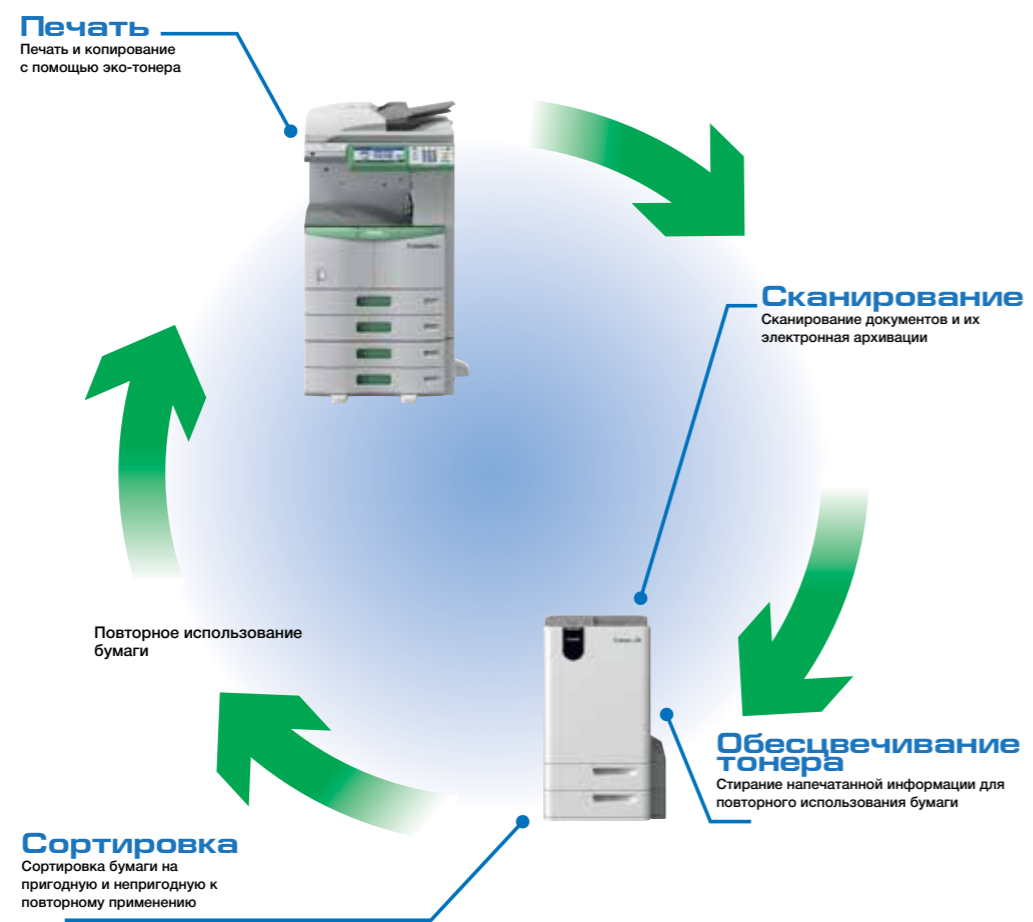 Печать
Печать и копирование
с помощью эко-тонера
Сканирование
Сканирование документов и их
электронная архивации
Обесцвечивание
тонера
Стирание напечатанной информации для
повторного использования бумаги
Сортировка
Сортировка бумаги на
пригодную и непригодную к
повторному применению
Повторное использование
бумаги